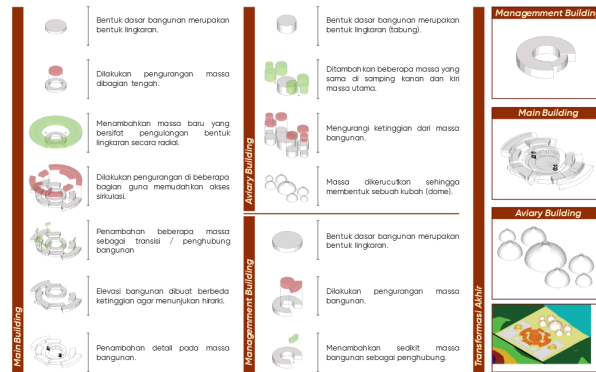 Main Building
Bentuk dasar bangunan merupakan
bentuk lingkaran.
Dilakukan pengurangan massa
dibagian tengah.
Menambahkan massa baru yang
bersifat pengulangan bentuk
lingkaran secara radial.
Dilakukan pengurangan di beberapa
bagian guna memudahkan akses
sirkulasi.
Penambahan beberapa massa
sebagai transisi / penghubung
bangunan
Elevasi bangunan dibuat berbeda
ketinggian agar menunjukan hirarki.
Penambahan detail pada massa
bangunan.
Aviary Building
Bentuk dasar bangunan merupakan
bentuk lingkaran (tabung).
Ditambahkan beberapa massa yang
sama di samping kanan dan kiri
massa utama.
Mengurangi ketinggian dari massa
bangunan.
Massa dikerucutkan sehingga
membentuk sebuah kubah (dome).
Management Building
Bentuk dasar bangunan merupakan
bentuk lingkaran.
Dilakukan pengurangan massa
bangunan.
Menambahkan sedikit massa
bangunan sebagai penghubung.
Transformasi Akhir
Managemment Building
Main Building
Aviary Building